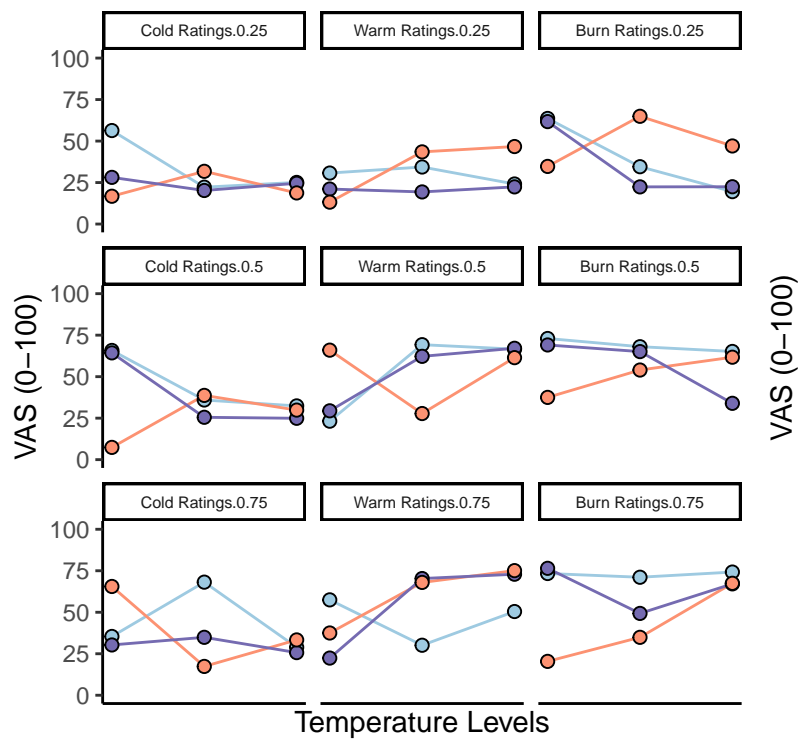 Cold Ratings.0.25
Warm Ratings.0.25
Burn Ratings.0.25
100
75
50
25
0
Cold Ratings.0.5
Warm Ratings.0.5
Burn Ratings.0.5
100
75
50
25
0
VAS (0−100)
VAS (0−100)
Cold Ratings.0.75
Warm Ratings.0.75
Burn Ratings.0.75
100
75
50
25
0
Temperature Levels